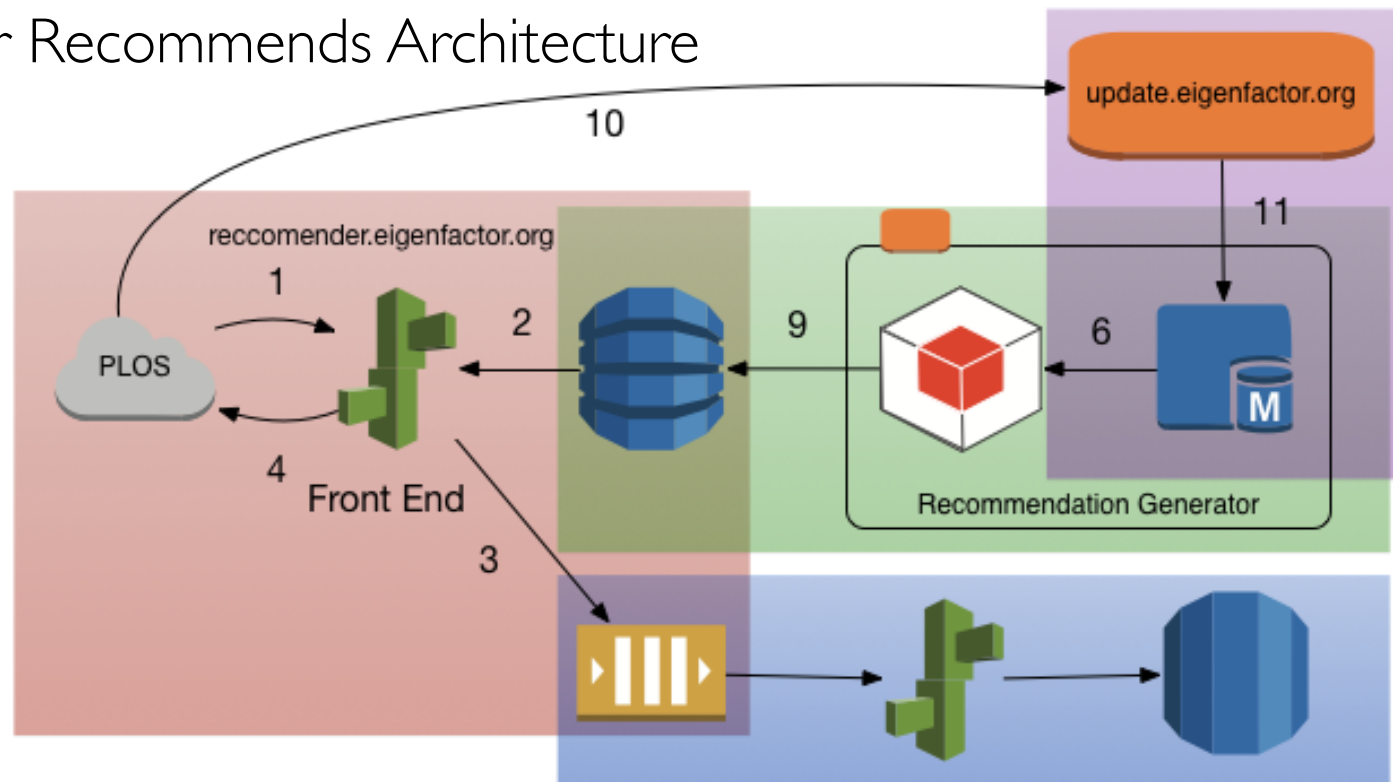 r Recommends Architecture
update.eigenfactor.org
10
11
reccomender.eigenfactor.org
1
2
9
6
PLOS
M
4
Front End
Recommendation Generator
3